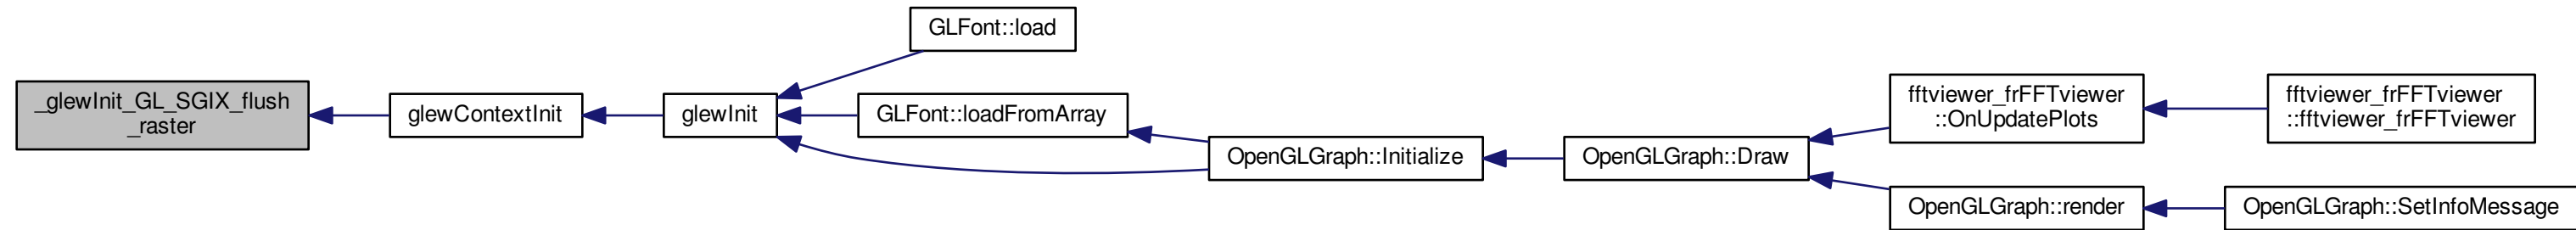 _glewInit_GL_SGIX_flush
_raster
glewContextInit
glewInit
GLFont::load
GLFont::loadFromArray
OpenGLGraph::Initialize
OpenGLGraph::Draw
fftviewer_frFFTviewer
::OnUpdatePlots
fftviewer_frFFTviewer
::fftviewer_frFFTviewer
OpenGLGraph::render
OpenGLGraph::SetInfoMessage